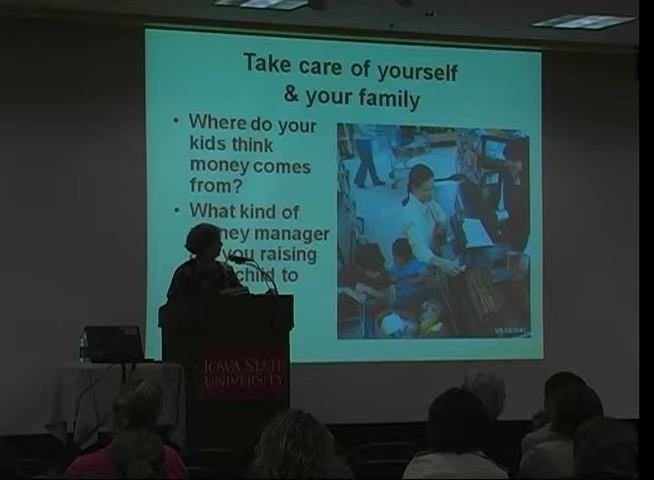 Take care of yourself
& your family
• Where do your
kids think
money comes
from?
• What kind of
ney manager
you raising
child to
IOWA STATE
UNIVERSITY